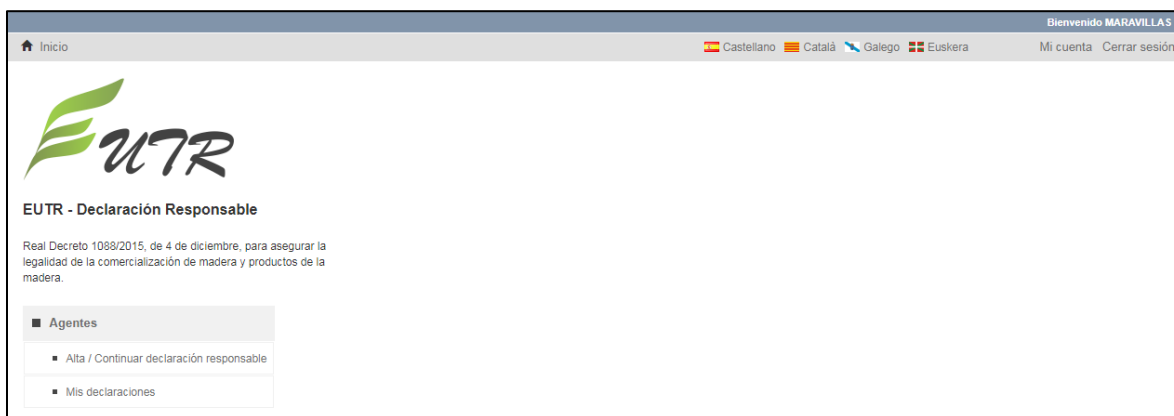 Bienvenido MARAVILLAS
Inicio
Castellano Català Galego Euskera
Mi cuenta Cerrar sesión
EUTR
EUTR - Declaración Responsable
Real Decreto 1088/2015, de 4 de diciembre, para asegurar la
legalidad de la comercialización de madera y productos de la
madera.
Agentes
Alta / Continuar declaración responsable
Mis declaraciones